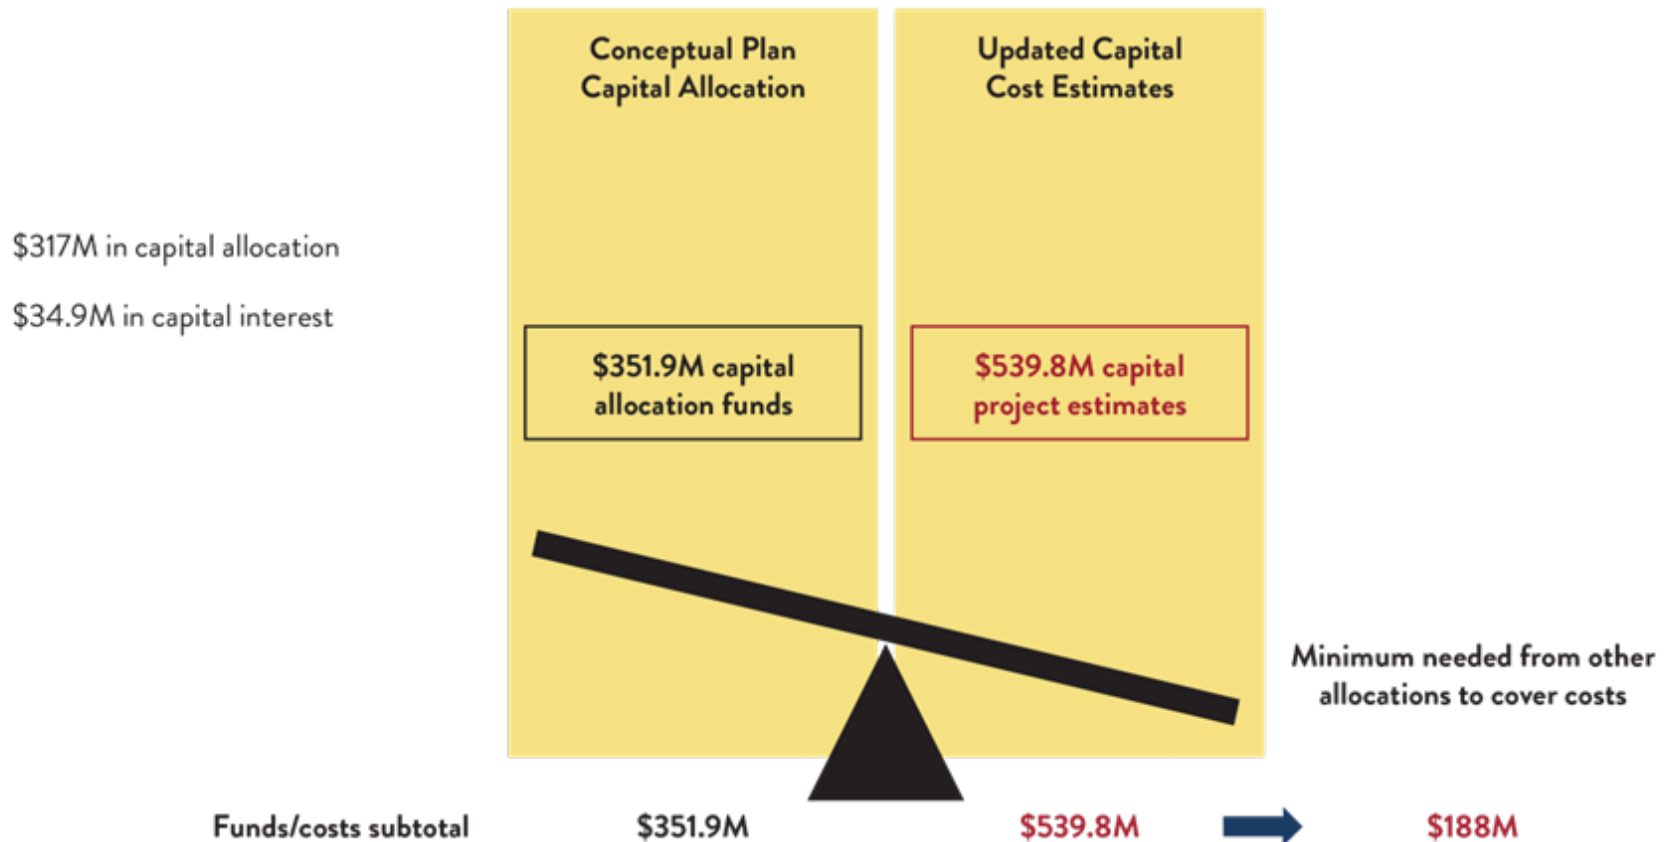 Conceptual Plan
Capital Allocation
Updated Capital
Cost Estimates
$317M in capital allocation
$34.9M in capital interest
$351.9M capital
allocation funds
$539.8M capital
project estimates
Minimum needed from other
allocations to cover costs
Funds/costs subtotal
$351.9M
$539.8M
$188M